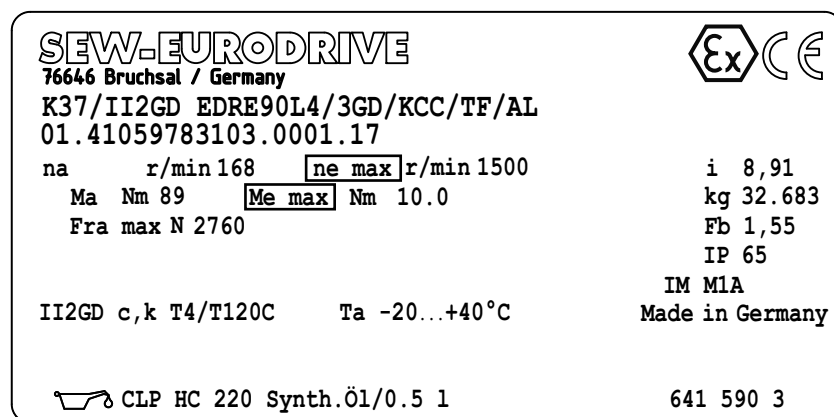 SEW-EURODRIVE
76646 Bruchsal / Germany
Ex CE
K37/II2GD EDRE90L4/3GD/KCC/TF/AL
01.41059783103.0001.17
na r/min 168 ne max r/min 1500 i 8,91
Ma Nm 89 Me max Nm 10.0 kg 32.683
Fra max N 2760 Fb 1,55
IP 65
IM M1A
II2GD c,k T4/T120C Ta -20...+40°C Made in Germany
CLP HC 220 Synth.Öl/0.5 l 641 590 3